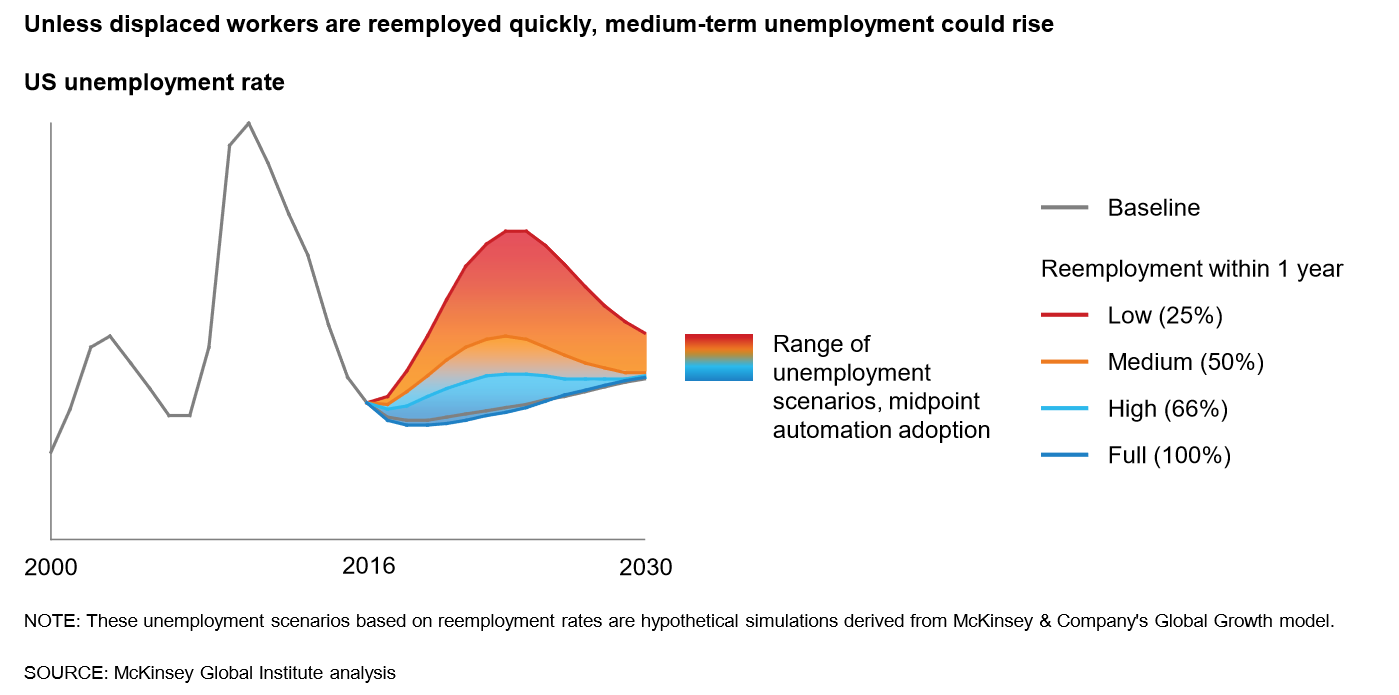 Unless displaced workers are reemployed quickly, medium-term unemployment could rise
US unemployment rate
Baseline
Reemployment within 1 year
Low (25%)
Medium (50%)
High (66%)
Full (100%)
Range of
unemployment
scenarios, midpoint
automation adoption
2000
2016
2030
NOTE: These unemployment scenarios based on reemployment rates are hypothetical simulations derived from McKinsey & Company's Global Growth model.
SOURCE: McKinsey Global Institute analysis